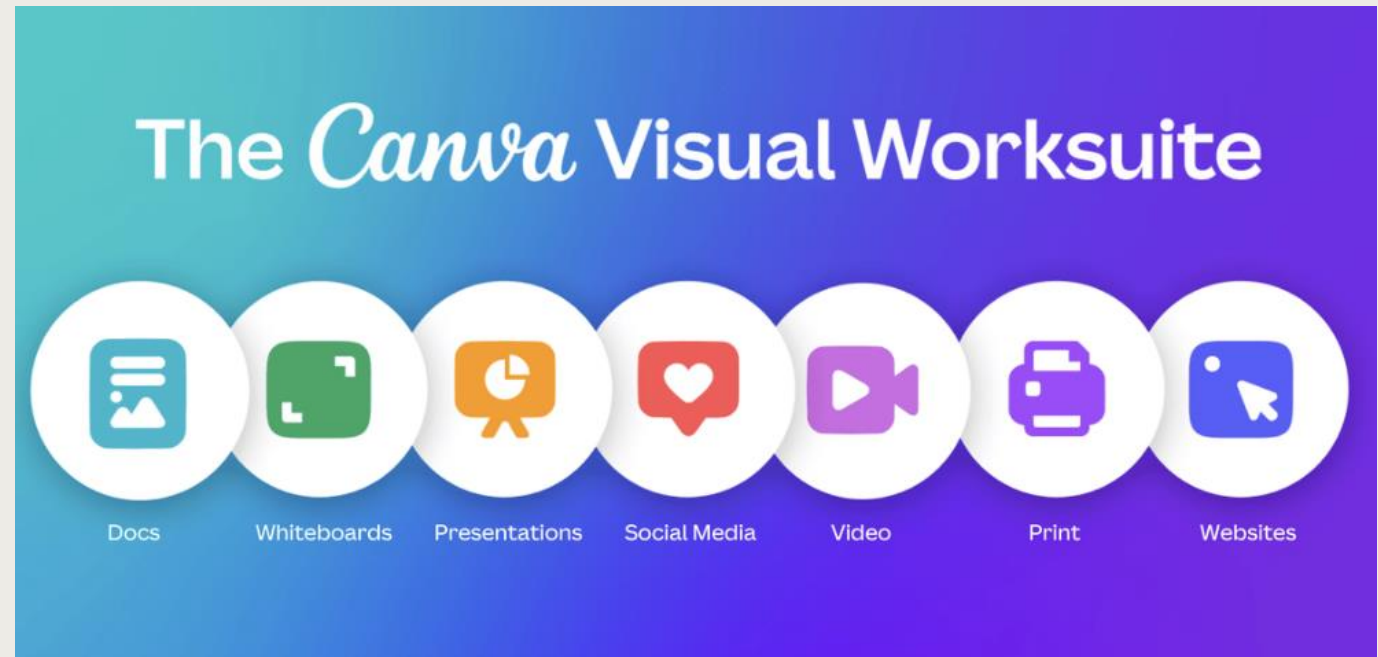 The Canva Visual Worksuite
Docs Whiteboards Presentations Social Media Video Print Websites